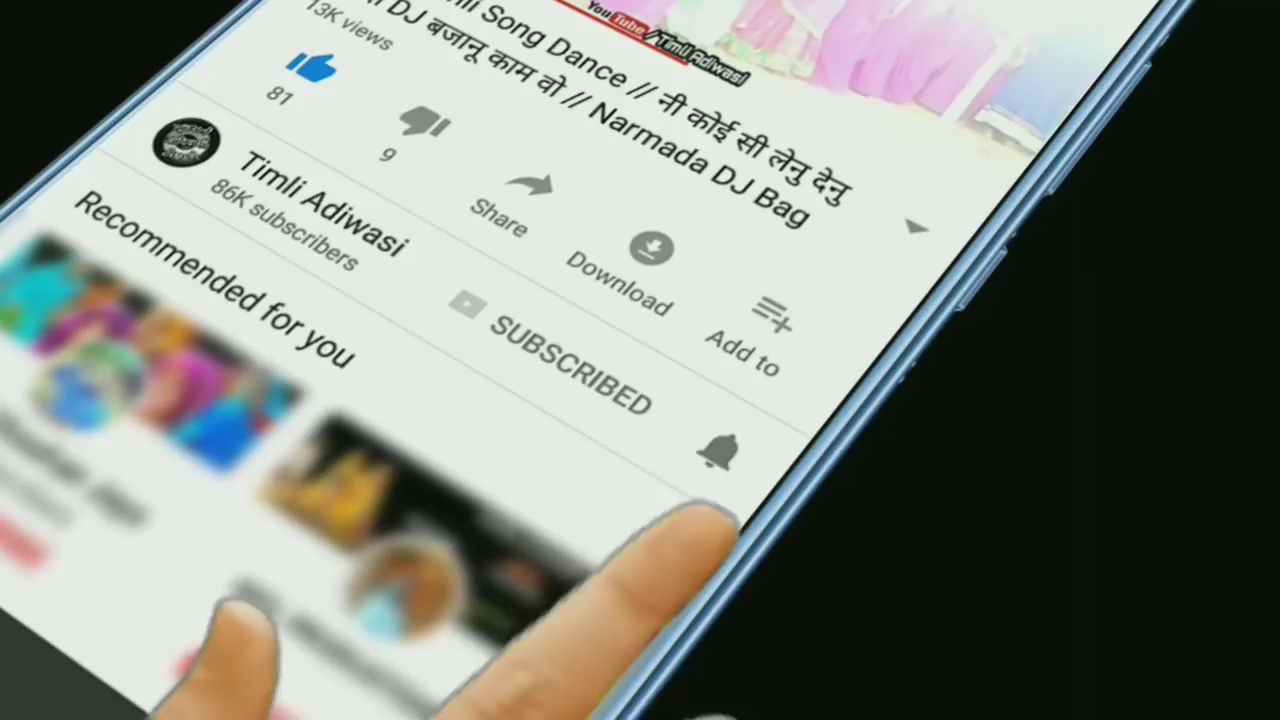 YouTube //Timli Adiwasi
Song Dance // नी कोई सी लेनु देनु
DJ बजानू काम वो // Narmada DJ Bag
13K views
81
9
Share
Download
Add to
Timli Adiwasi
86K subscribers
SUBSCRIBED
Recommended for you